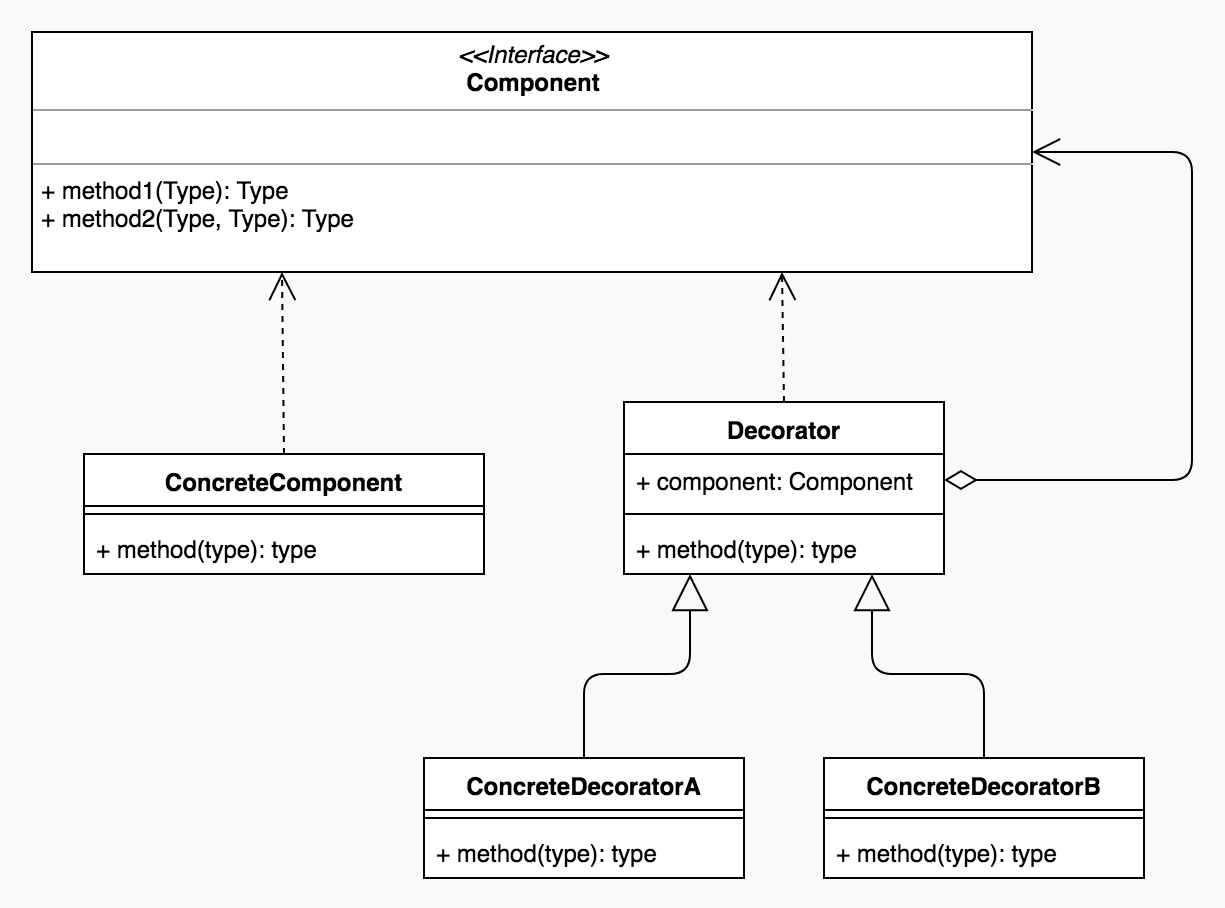 <<Interface>>
Component
+ method1(Type): Type
+ method2(Type, Type): Type
Decorator
+ component: Component
+ method(type): type
ConcreteComponent
+ method(type): type
ConcreteDecoratorA
+ method(type): type
ConcreteDecoratorB
+ method(type): type